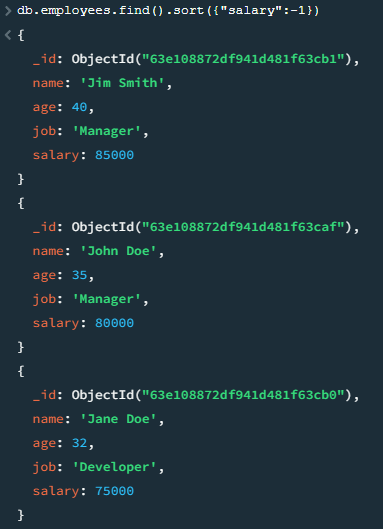 > db.employees.find().sort({"salary":-1})
< {
_id: ObjectId("63e108872df941d481f63cb1"),
name: 'Jim Smith',
age: 40,
job: 'Manager',
salary: 85000
}
{
_id: ObjectId("63e108872df941d481f63caf"),
name: 'John Doe',
age: 35,
job: 'Manager',
salary: 80000
}
{
_id: ObjectId("63e108872df941d481f63cb0"),
name: 'Jane Doe',
age: 32,
job: 'Developer',
salary: 75000
}